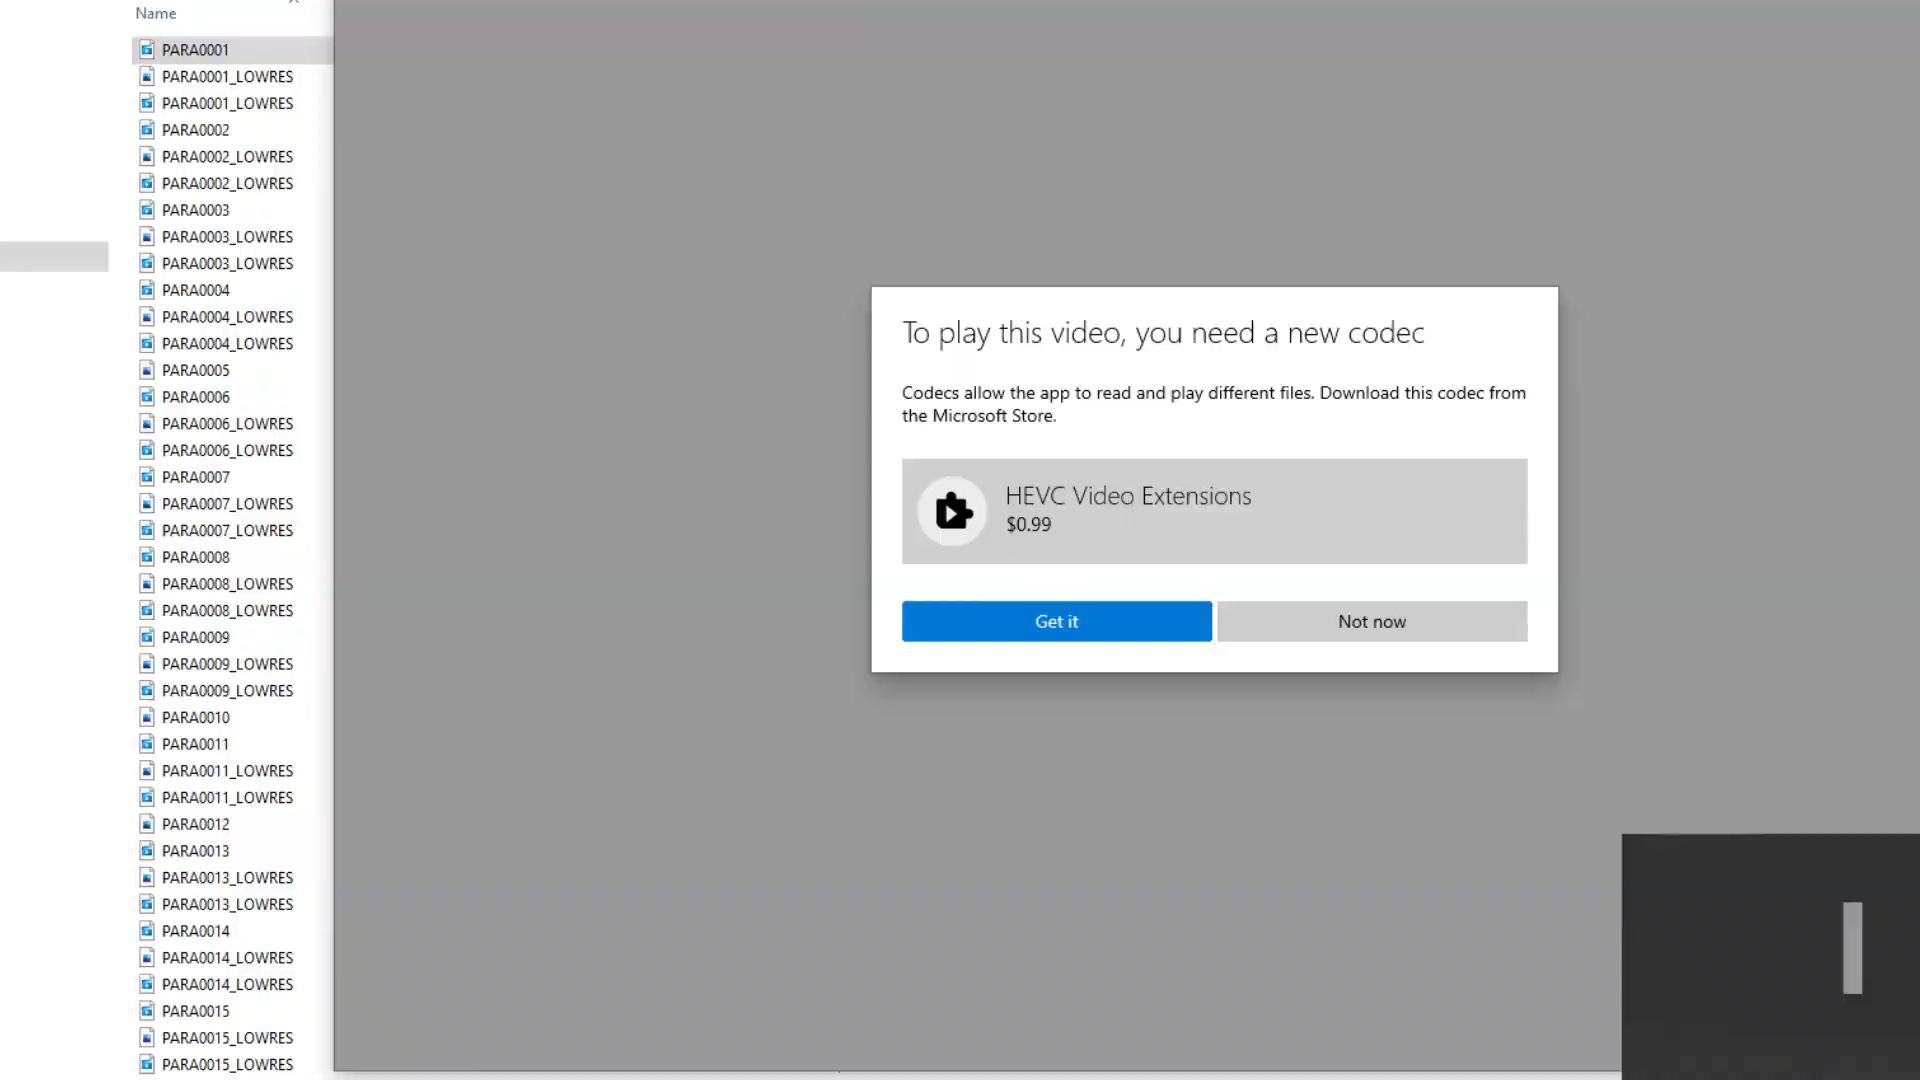 Name
PARA0001
PARA0001_LOWRES
PARA0001_LOWRES
PARA0002
PARA0002_LOWRES
PARA0002_LOWRES
PARA0003
PARA0003_LOWRES
PARA0003_LOWRES
PARA0004
PARA0004_LOWRES
PARA0004_LOWRES
PARA0005
PARA0006
PARA0006_LOWRES
PARA0006_LOWRES
PARA0007
PARA0007_LOWRES
PARA0007_LOWRES
PARA0008
PARA0008_LOWRES
PARA0008_LOWRES
PARA0009
PARA0009_LOWRES
PARA0009_LOWRES
PARA0010
PARA0011
PARA0011_LOWRES
PARA0011_LOWRES
PARA0012
PARA0013
PARA0013_LOWRES
PARA0013_LOWRES
PARA0014
PARA0014_LOWRES
PARA0014_LOWRES
PARA0015
PARA0015_LOWRES
PARA0015_LOWRES
To play this video, you need a new codec
Codecs allow the app to read and play different files. Download this codec from
the Microsoft Store.
HEVC Video Extensions
$0.99
Get it
Not now